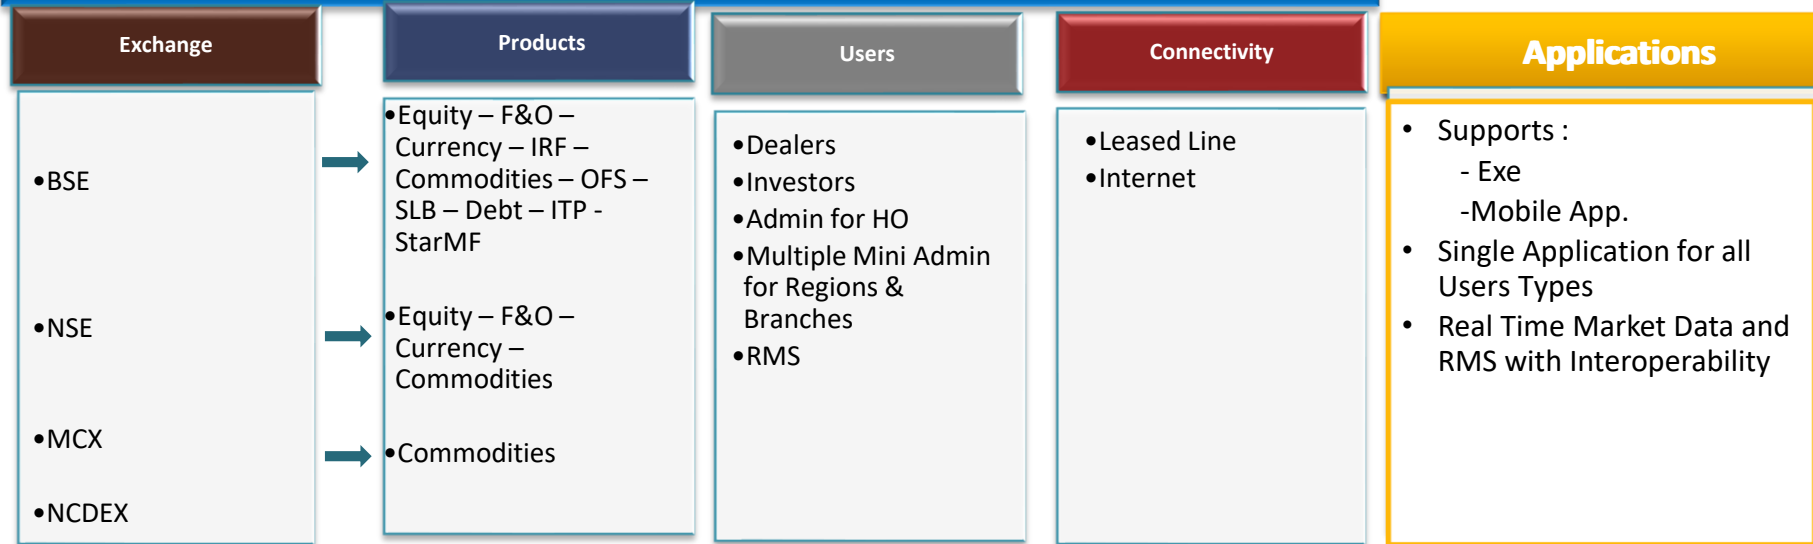 Exchange
•BSE
•NSE
•MCX
•NCDEX
Products
•Equity – F&O –
Currency – IRF –
Commodities – OFS –
SLB – Debt – ITP -
StarMF
•Equity – F&O –
Currency –
Commodities
•Commodities
Users
•Dealers
•Investors
•Admin for HO
•Multiple Mini Admin
for Regions &
Branches
•RMS
Connectivity
•Leased Line
•Internet
Applications
• Supports :
- Exe
-Mobile App.
• Single Application for all
Users Types
• Real Time Market Data and
RMS with Interoperability